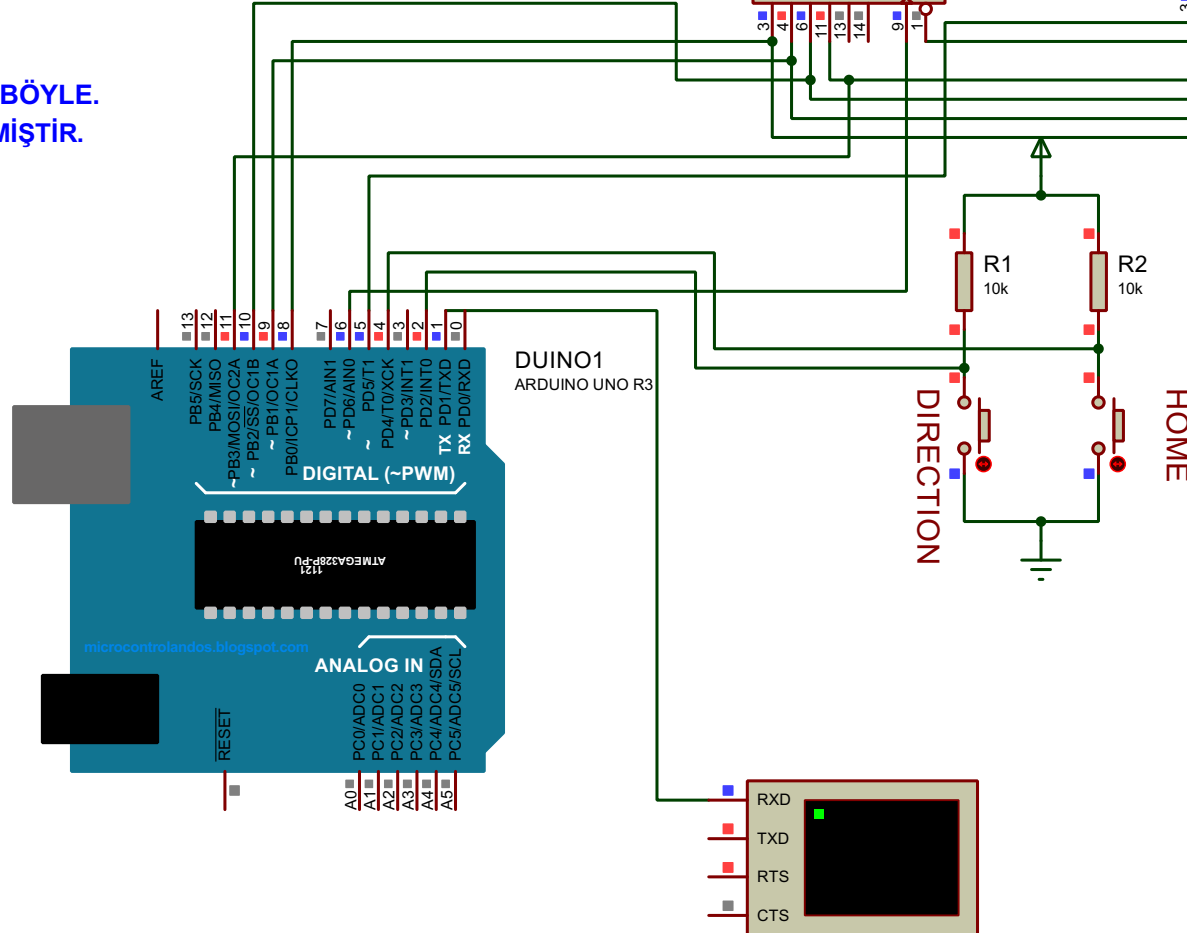 BÖYLE.
MİŞTİR.
3
4
6
11
13
14
9
1
R1
10k
R2
10k
13
12
11
10
9
8
7
6
5
4
3
2
1
0
AREF
PB5/SCK
PB4/MISO
~ PB3/MOSI/OC2A
~ PB2/SS/OC1B
~ PB1/OC1A
PB0/ICP1/CLKO
PD7/AIN1
~ PD6/AIN0
~ PD5/T1
PD4/T0/XCK
~ PD3/INT1
PD2/INT0
TX PD1/TXD
RX PD0/RXD
DUINO1
ARDUINO UNO R3
DIGITAL (~PWM)
DIRECTION
HOME
ATMEGA328P-PU
1121
microcontrolandos.blogspot.com
ANALOG IN
RESET
PC0/ADC0
PC1/ADC1
PC2/ADC2
PC3/ADC3
PC4/ADC4/SDA
PC5/ADC5/SCL
A0
A1
A2
A3
A4
A5
RXD
TXD
RTS
CTS